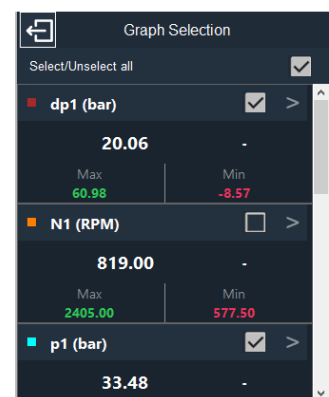 Graph Selection
Select/Unselect all
dp1 (bar) >
20.06 -
Max Min
60.98 -8.57
N1 (RPM) >
819.00 -
Max Min
2405.00 577.50
p1 (bar) >
33.48 -